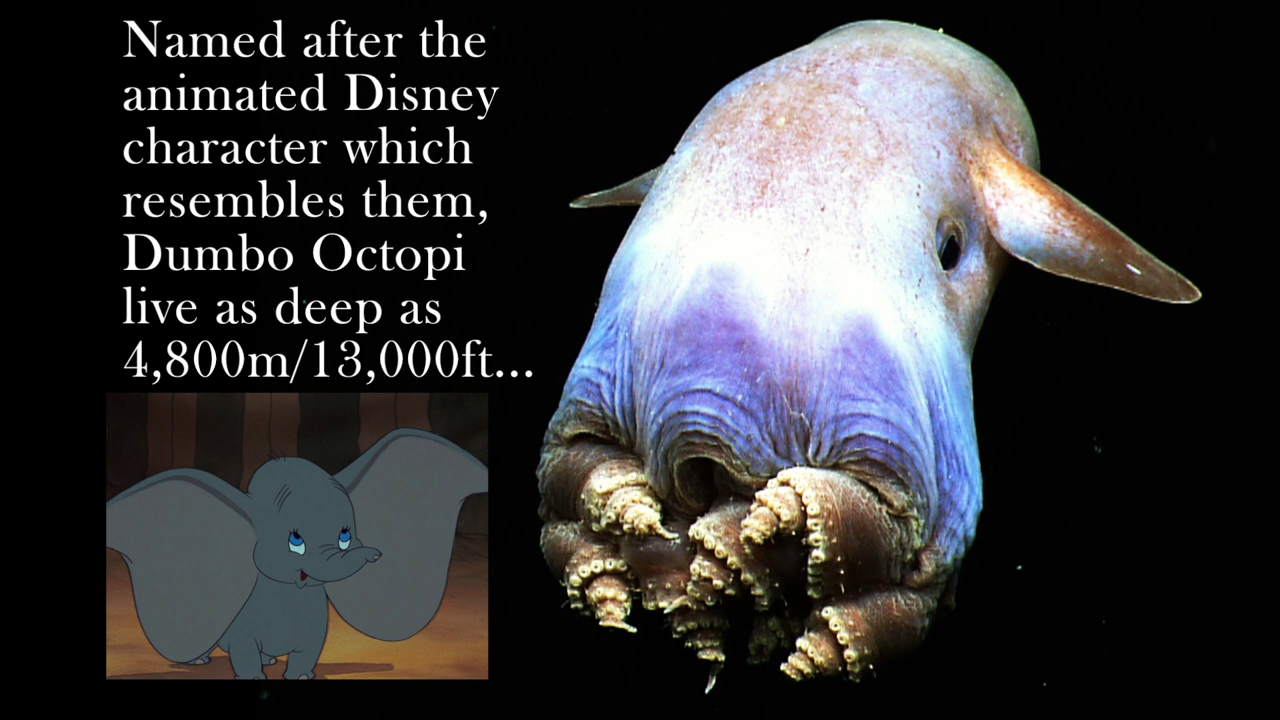 Named after the
animated Disney
character which
resembles them,
Dumbo Octopi
live as deep as
4,800m/13,000ft...